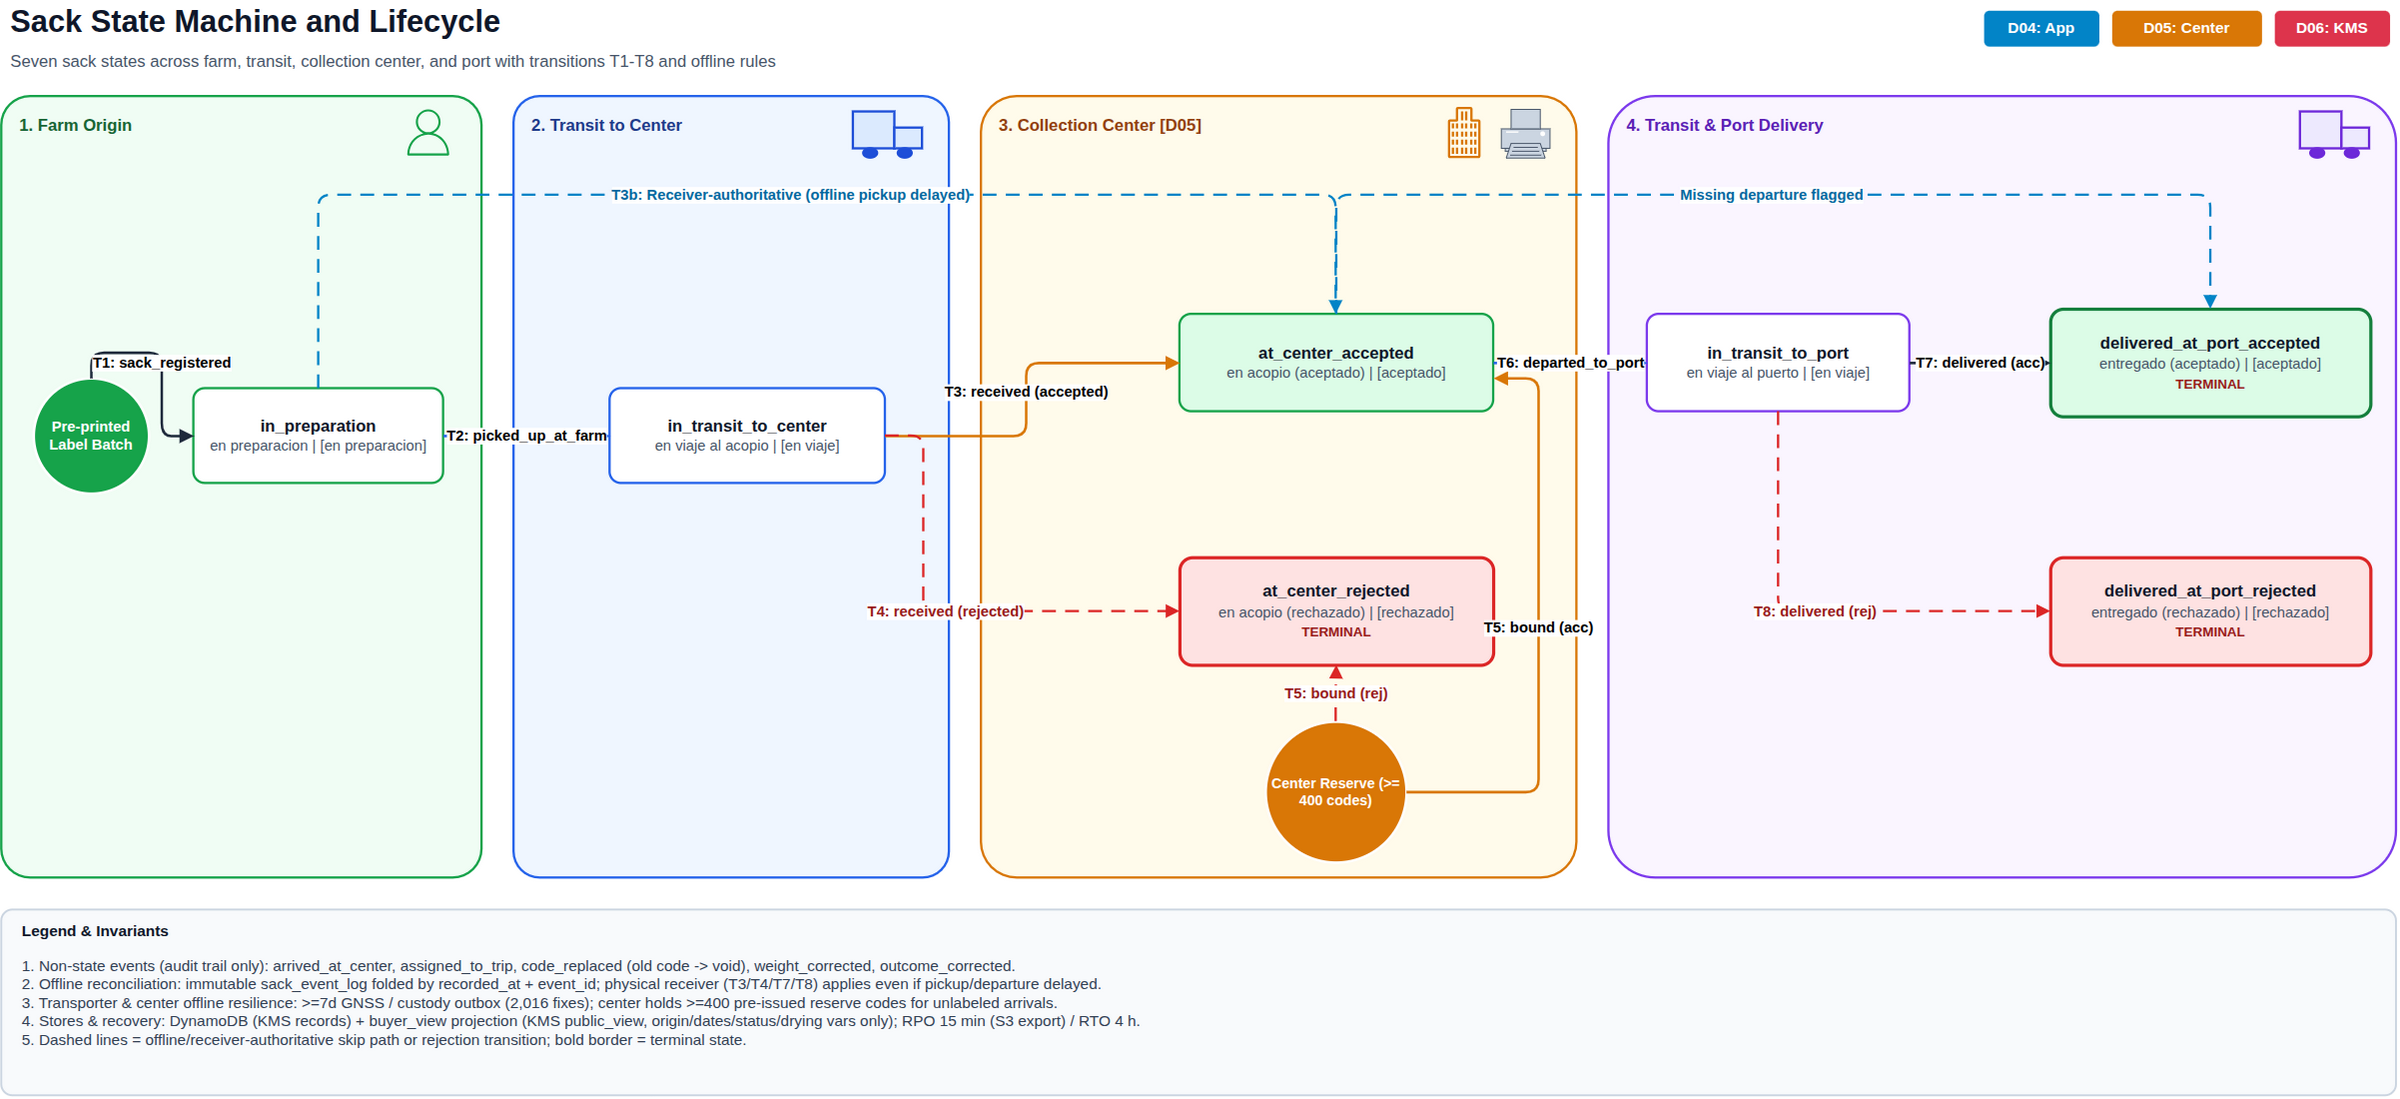 Sack State Machine and Lifecycle
Seven sack states across farm, transit, collection center, and port with transitions T1-T8 and offline rules
D04: App
D05: Center
D06: KMS
1. Farm Origin
2. Transit to Center
3. Collection Center [D05]
4. Transit & Port Delivery
T3b: Receiver-authoritative (offline pickup delayed)
Missing departure flagged
T1: sack_registered
Pre-printed
Label Batch
in_preparation
en preparacion | [en preparacion]
T2: picked_up_at_farm
in_transit_to_center
en viaje al acopio | [en viaje]
T3: received (accepted)
at_center_accepted
en acopio (aceptado) | [aceptado]
T6: departed_to_port
in_transit_to_port
en viaje al puerto | [en viaje]
T7: delivered (acc)
delivered_at_port_accepted
entregado (aceptado) | [aceptado]
TERMINAL
T4: received (rejected)
at_center_rejected
en acopio (rechazado) | [rechazado]
TERMINAL
T5: bound (acc)
T8: delivered (rej)
delivered_at_port_rejected
entregado (rechazado) | [rechazado]
TERMINAL
T5: bound (rej)
Center Reserve (>=
400 codes)
Legend & Invariants
1. Non-state events (audit trail only): arrived_at_center, assigned_to_trip, code_replaced (old code -> void), weight_corrected, outcome_corrected.
2. Offline reconciliation: immutable sack_event_log folded by recorded_at + event_id; physical receiver (T3/T4/T7/T8) applies even if pickup/departure delayed.
3. Transporter & center offline resilience: >=7d GNSS / custody outbox (2,016 fixes); center holds >=400 pre-issued reserve codes for unlabeled arrivals.
4. Stores & recovery: DynamoDB (KMS records) + buyer_view projection (KMS public_view, origin/dates/status/drying vars only); RPO 15 min (S3 export) / RTO 4 h.
5. Dashed lines = offline/receiver-authoritative skip path or rejection transition; bold border = terminal state.